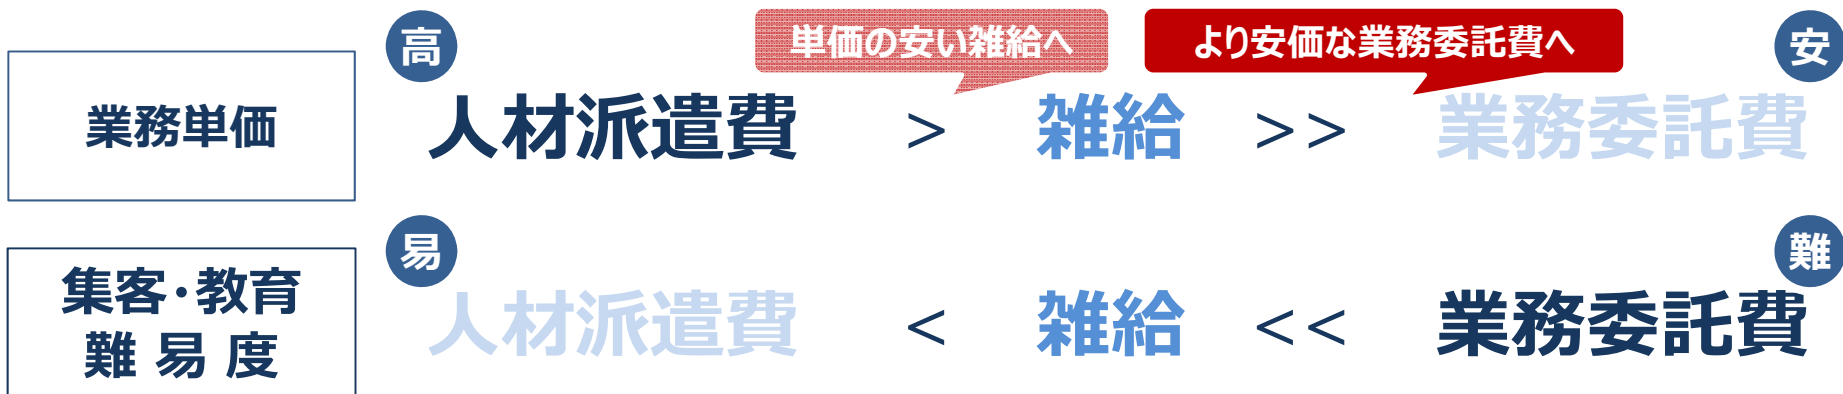 高
単価の安い雑給へ
より安価な業務委託費へ
安
業務単価
人材派遣費 > 雑給 >> 業務委託費
易
難
集客・教育
難易度
人材派遣費 < 雑給 << 業務委託費